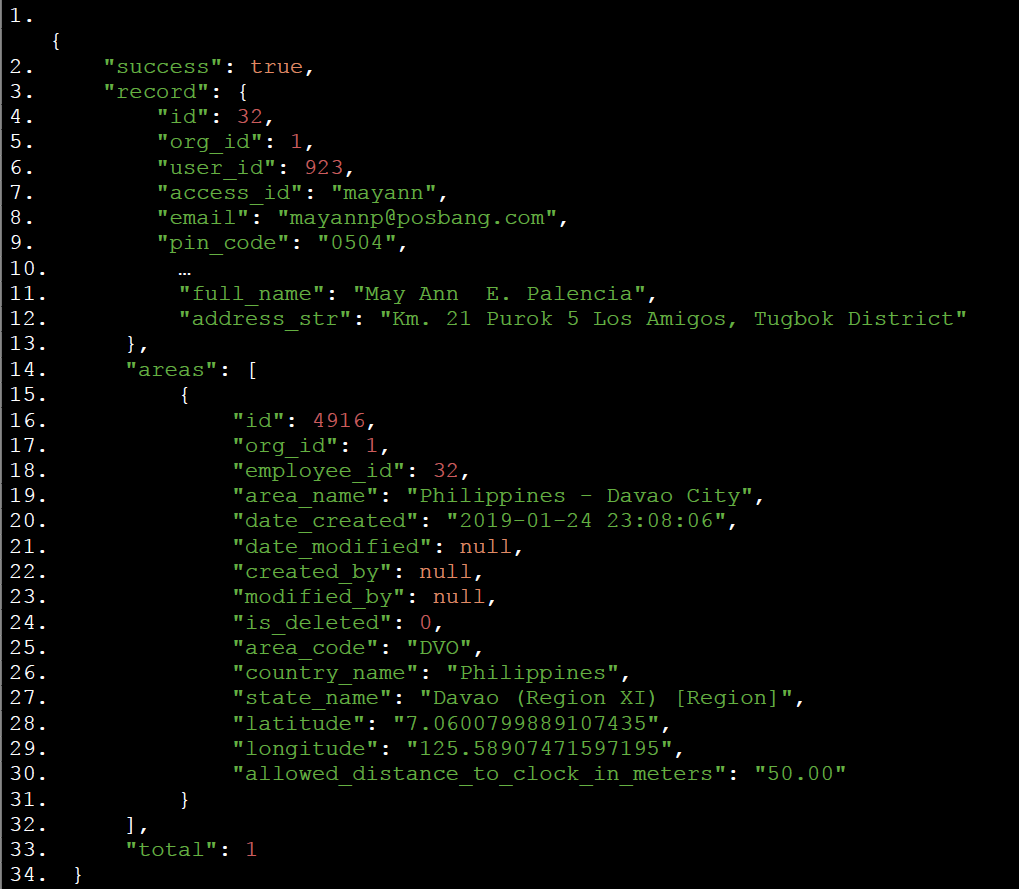 1.
{
2. "success": true,
3. "record": {
4. "id": 32,
5. "org_id": 1,
6. "user_id": 923,
7. "access_id": "mayann",
8. "email": "mayannp@posbang.com",
9. "pin_code": "0504",
10. …
11. "full_name": "May Ann  E. Palencia",
12. "address_str": "Km. 21 Purok 5 Los Amigos, Tugbok District"
13. },
14. "areas": [
15. {
16. "id": 4916,
17. "org_id": 1,
18. "employee_id": 32,
19. "area_name": "Philippines - Davao City",
20. "date_created": "2019-01-24 23:08:06",
21. "date_modified": null,
22. "created_by": null,
23. "modified_by": null,
24. "is_deleted": 0,
25. "area_code": "DVO",
26. "country_name": "Philippines",
27. "state_name": "Davao (Region XI) [Region]",
28. "latitude": "7.0600799889107435",
29. "longitude": "125.58907471597195",
30. "allowed_distance_to_clock_in_meters": "50.00"
31. }
32. ],
33. "total": 1
34. }